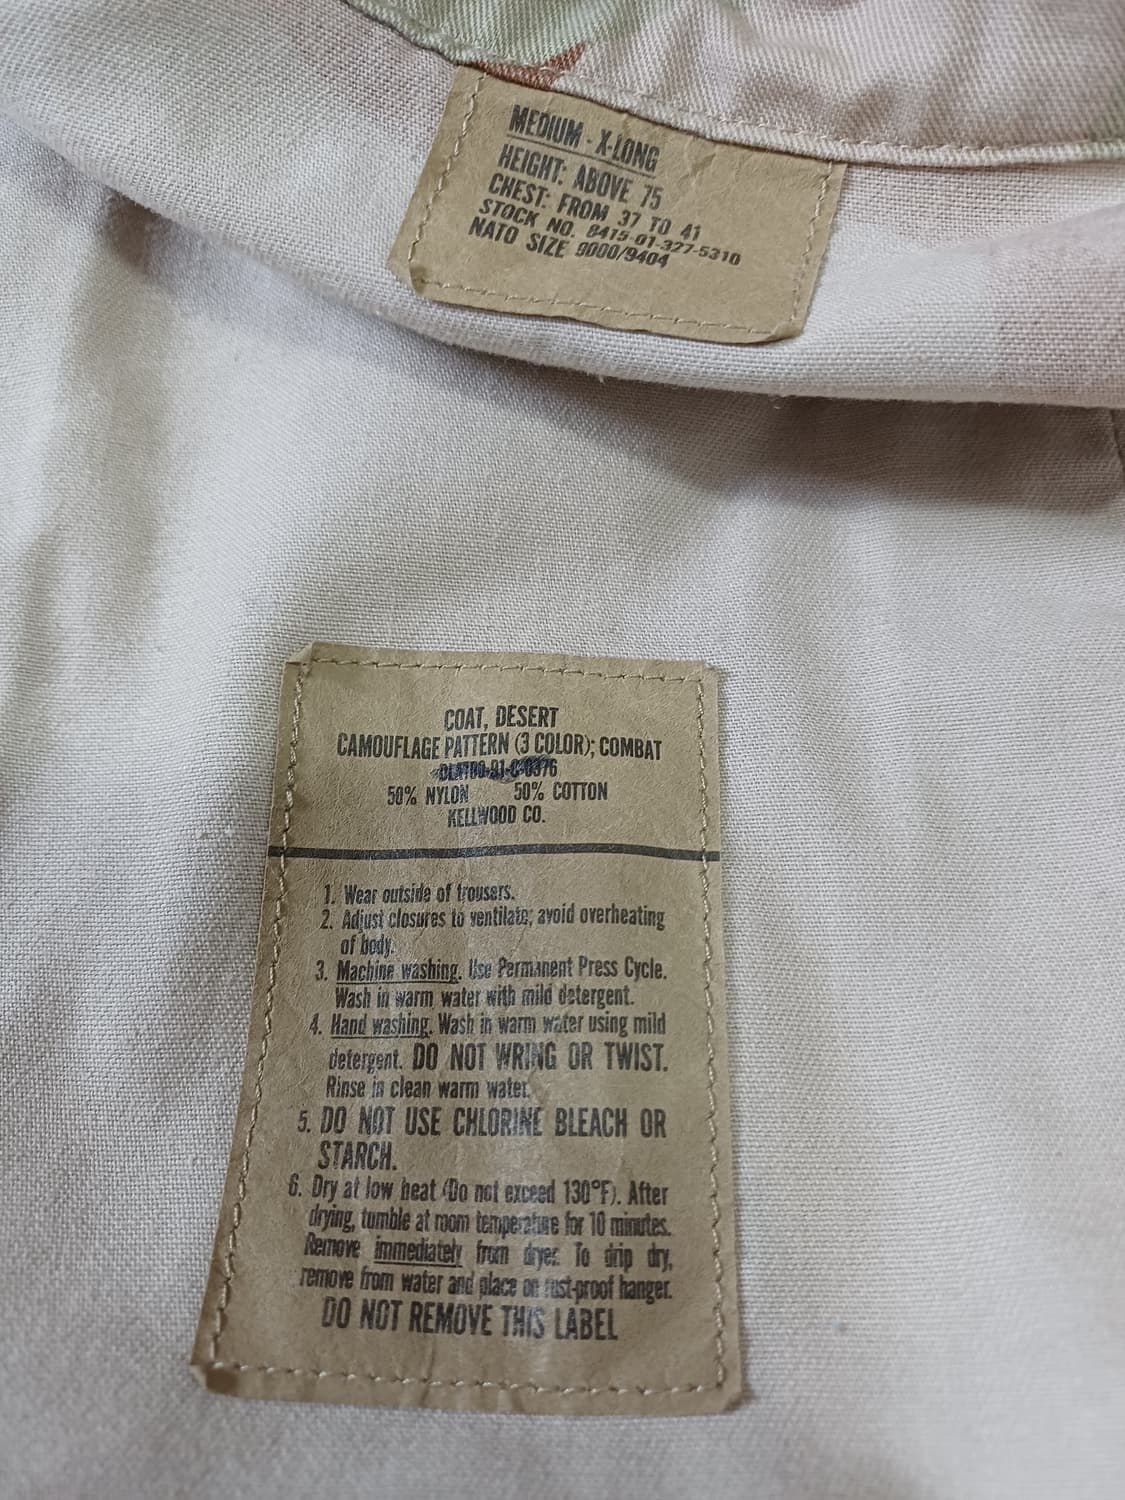 MEDIUM - X-LONG
HEIGHT: ABOVE 75
CHEST: FROM 37 TO 41
STOCK NO. 8415-01-327-5310
NATO SIZE 9000/9404
COAT, DESERT
CAMOUFLAGE PATTERN (3 COLOR); COMBAT
50% NYLON 50% COTTON
KELLWOOD CO.
1. Wear outside of trousers.
2. Adjust closures to ventilate; avoid overheating
of body.
3. Machine washing. Use Permanent Press Cycle.
Wash in warm water with mild detergent.
4. Hand washing. Wash in warm water using mild
detergent. DO NOT WRING OR TWIST.
Rinse in clean warm water.
5. DO NOT USE CHLORINE BLEACH OR
STARCH.
6. Dry at low heat (Do not exceed 130°F). After
drying, tumble at room temperature for 10 minutes.
Remove immediately from dryer. To drip dry,
remove from water and place on rust-proof hanger.
DO NOT REMOVE THIS LABEL